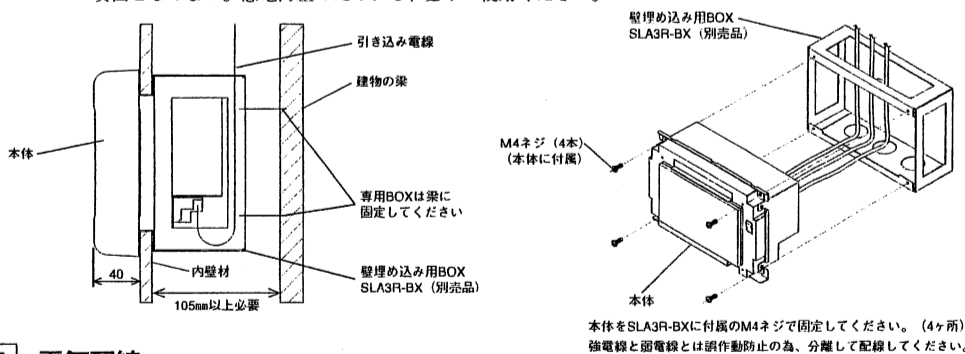 引き込み電線
建物の梁
本体
専用BOXは梁に
固定してください
40
内壁材
壁埋め込み用BOX
SLA3R-BX（別売品）
105mm以上必要
壁埋め込み用BOX
SLA3R-BX（別売品）
M4ネジ（4本）
（本体に付属）
本体
本体をSLA3R-BXに付属のM4ネジで固定してください。（4ヶ所）
強電線と弱電線とは誤作動防止の為、分離して配線してください。